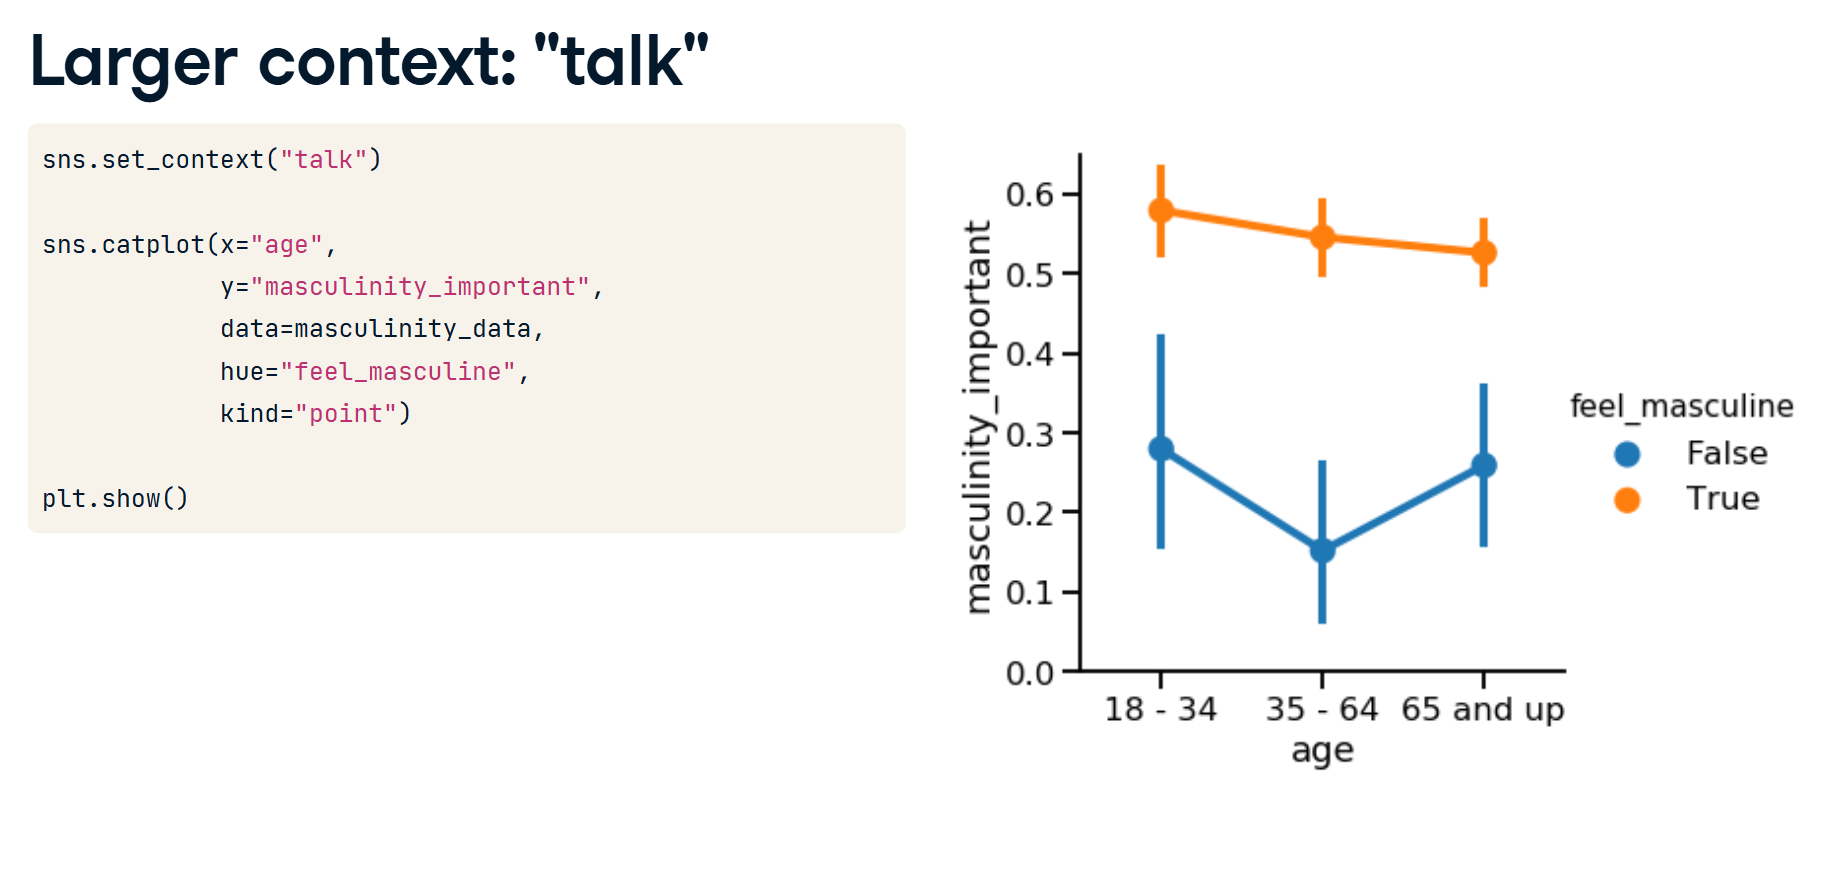 Larger context: "talk"
sns.set_context("talk")
sns.catplot(x="age",
            y="masculinity_important",
            data=masculinity_data,
            hue="feel_masculine",
            kind="point")
plt.show()
masculinity_important
0.6
0.5
0.4
0.3
0.2
0.1
0.0
18 - 34 35 - 64 65 and up
age
feel_masculine
False
True